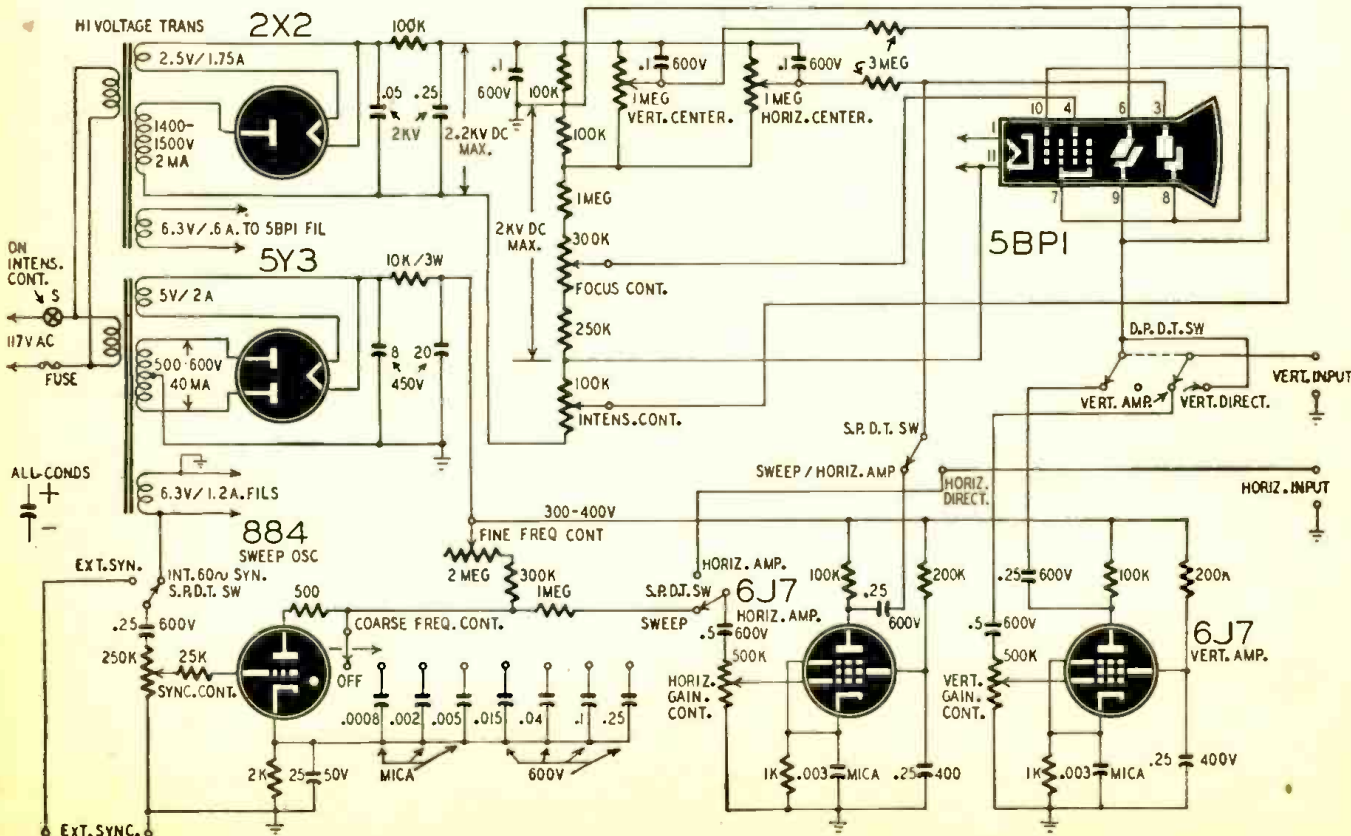 HI VOLTAGE TRANS
2X2
2.5V/1.75A
1400-
1500V
2 MA
6.3V/.6 A. TO 5BPI FIL
100K
.05
.25
2KV
2.2KV DC
MAX.
.1
600V
100K
100K
2KV DC
MAX.
1MEG
300K
FOCUS CONT.
250K
100K
INTENS.CONT.
.1
600V
1MEG
VERT.CENTER.
.1
600V
1MEG
HORIZ.CENTER.
3 MEG
10
4
6
3
1
11
7
9
8
5BPI
ON
INTENS.
CONT.
S
117V AC
FUSE
5Y3
5V/2A
500-600V
40 MA
10K/3W
8
20
450V
6.3V/1.2A.FILS
ALL CONDS
+
-
D.P.D.T. SW
VERT. AMP.
VERT.DIRECT.
VERT.INPUT
S.P.D.T. SW
SWEEP/HORIZ.AMP
HORIZ.
DIRECT.
HORIZ.INPUT
884
SWEEP OSC
EXT.SYN.
INT.60~ SYN.
S.P.D.T. SW
.25
600V
250K
25K
SYNC.CONT.
500
COARSE FREQ. CONT.
OFF
300-400V
FINE FREQ CONT
2 MEG
300K
1MEG
HORIZ.AMP.
S.P.D.T. SW
SWEEP
.0008
.002
.005
.015
.04
.1
.25
MICA
600V
2K
25
50V
EXT.SYNC.
6J7
HORIZ. AMP.
.5
600V
500K
HORIZ.
GAIN.
CONT.
100K
.25
600V
200K
1K
.003
MICA
.25
400
.25
600V
100K
200K
6J7
VERT. AMP.
.5
600V
500K
VERT.
GAIN.
CONT.
1K
.003
MICA
.25
400V